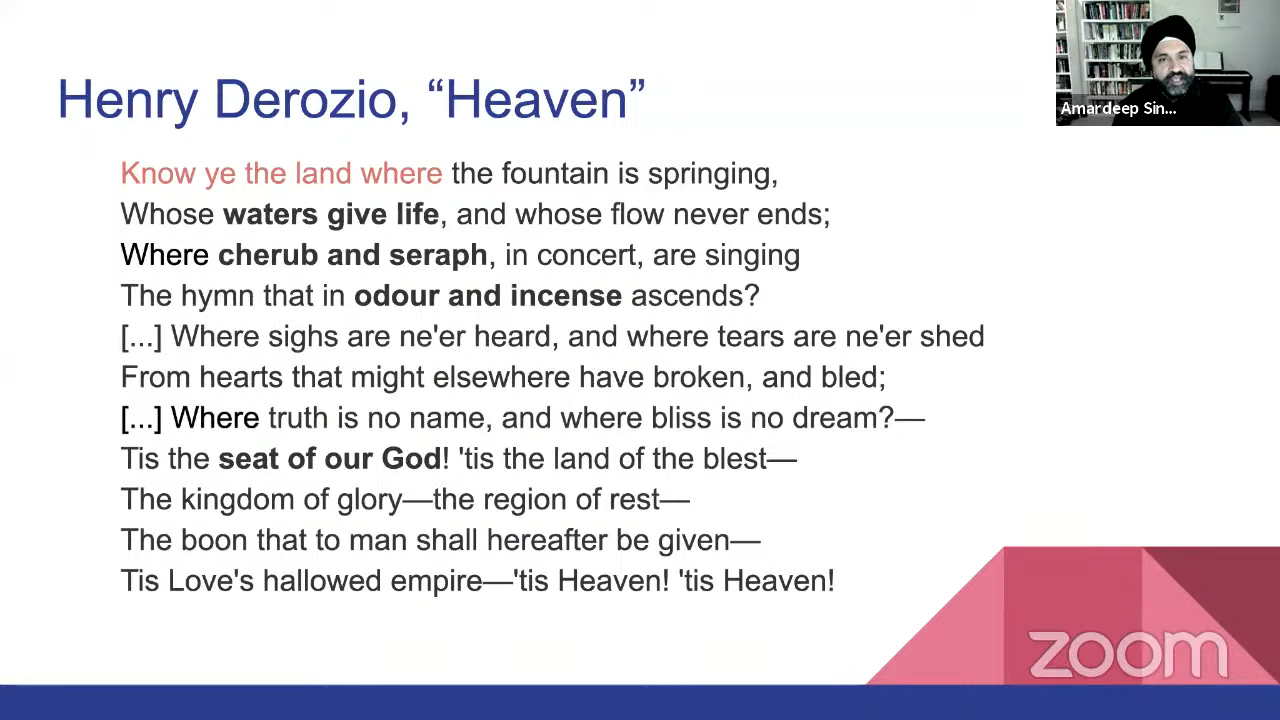 Henry Derozio, “Heaven”
Amardeep Sin...
Know ye the land where the fountain is springing,
Whose waters give life, and whose flow never ends;
Where cherub and seraph, in concert, are singing
The hymn that in odour and incense ascends?
[...] Where sighs are ne'er heard, and where tears are ne'er shed
From hearts that might elsewhere have broken, and bled;
[...] Where truth is no name, and where bliss is no dream?—
Tis the seat of our God! 'tis the land of the blest—
The kingdom of glory—the region of rest—
The boon that to man shall hereafter be given—
Tis Love's hallowed empire—'tis Heaven! 'tis Heaven!
zoom